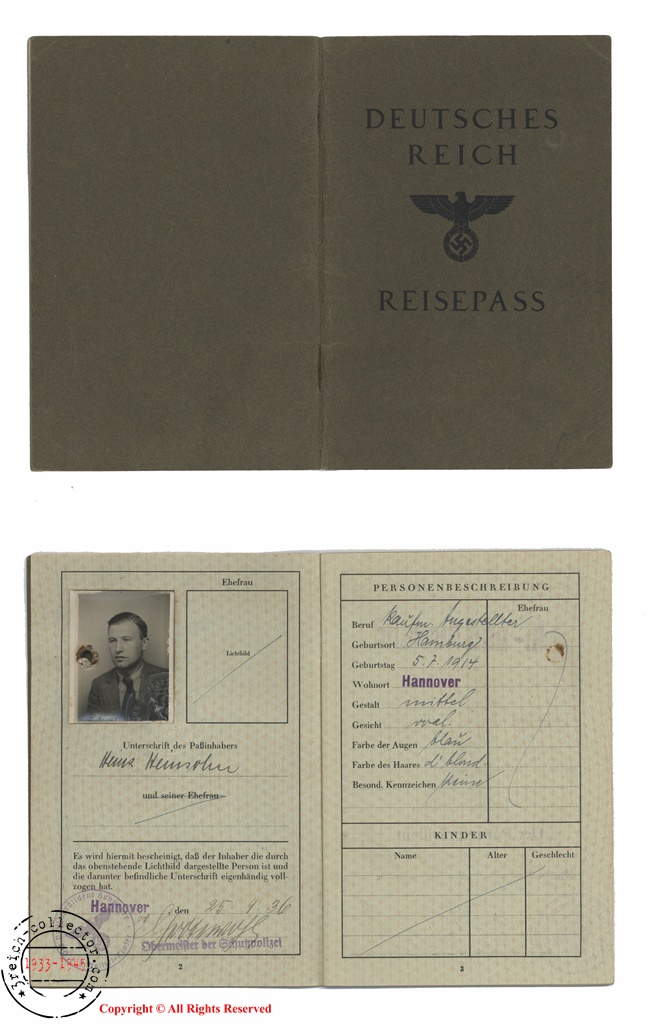 DEUTSCHES
REICH
REISEPASS
Ehefrau
Lichtbild
Unterschrift des Paßinhabers
und seiner Ehefrau
Es wird hiermit bescheinigt, daß der Inhaber die durch
das obenstehende Lichtbild dargestellte Person ist und
die darunter befindliche Unterschrift eigenhändig voll-
zogen hat.
Hannover, den 25 9. 36
Obermeister der Schutzpolizei
2
PERSONENBESCHREIBUNG
Ehefrau
Beruf Kaufm. Angestellter
Geburtsort Hamburg
Geburtstag 5. 7. 1914
Wohnort Hannover
Gestalt mittel
Gesicht oval.
Farbe der Augen blau
Farbe des Haares d'blond.
Besond. Kennzeichen keine
KINDER
Name Alter Geschlecht
3
3reich-collector.com
1933-1945
Copyright © All Rights Reserved